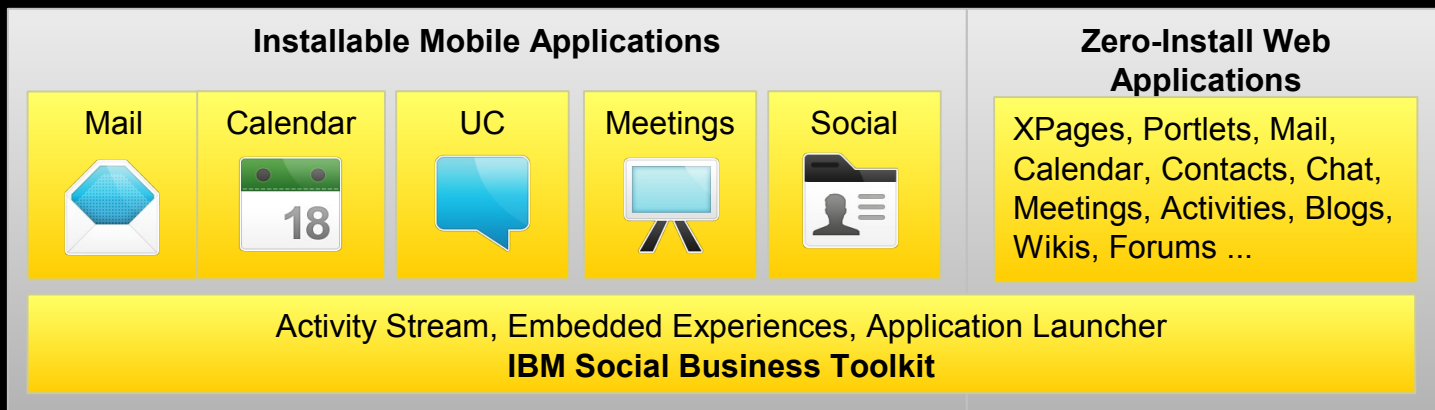 Installable Mobile Applications
Zero-Install Web
Applications
Mail
Calendar
UC
Meetings
Social
18
XPages, Portlets, Mail,
Calendar, Contacts, Chat,
Meetings, Activities, Blogs,
Wikis, Forums ...
Activity Stream, Embedded Experiences, Application Launcher
IBM Social Business Toolkit